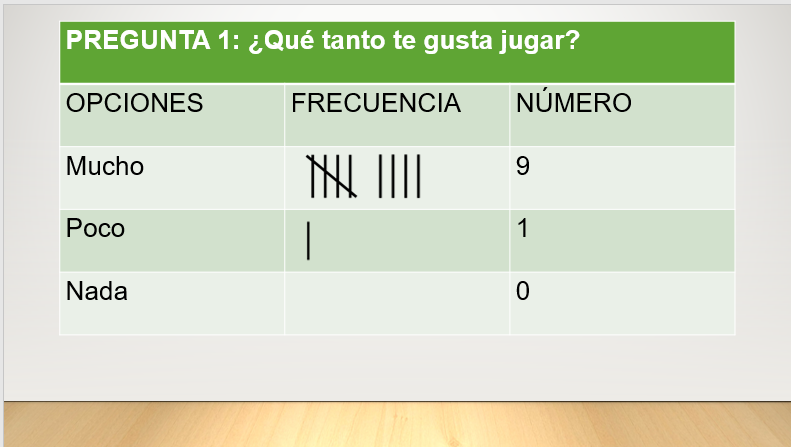 PREGUNTA 1: ¿Qué tanto te gusta jugar?
OPCIONES FRECUENCIA NÚMERO
Mucho 9
Poco 1
Nada 0